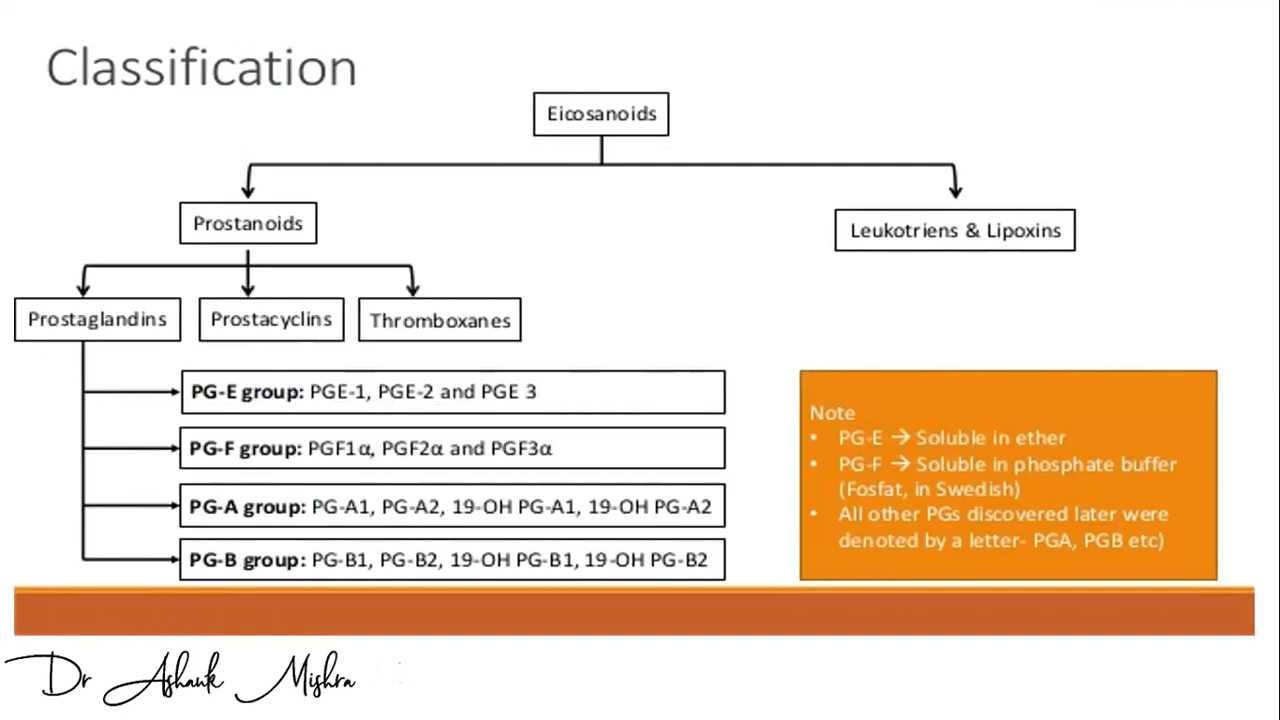 Classification
Eicosanoids
Prostanoids
Leukotriens & Lipoxins
Prostaglandins
Prostacyclins
Thromboxanes
PG-E group: PGE-1, PGE-2 and PGE 3
PG-F group: PGF1α, PGF2α and PGF3α
PG-A group: PG-A1, PG-A2, 19-OH PG-A1, 19-OH PG-A2
PG-B group: PG-B1, PG-B2, 19-OH PG-B1, 19-OH PG-B2
Note
• PG-E → Soluble in ether
• PG-F → Soluble in phosphate buffer
(Fosfat, in Swedish)
• All other PGs discovered later were
denoted by a letter- PGA, PGB etc)
Dr Ashank Mishra